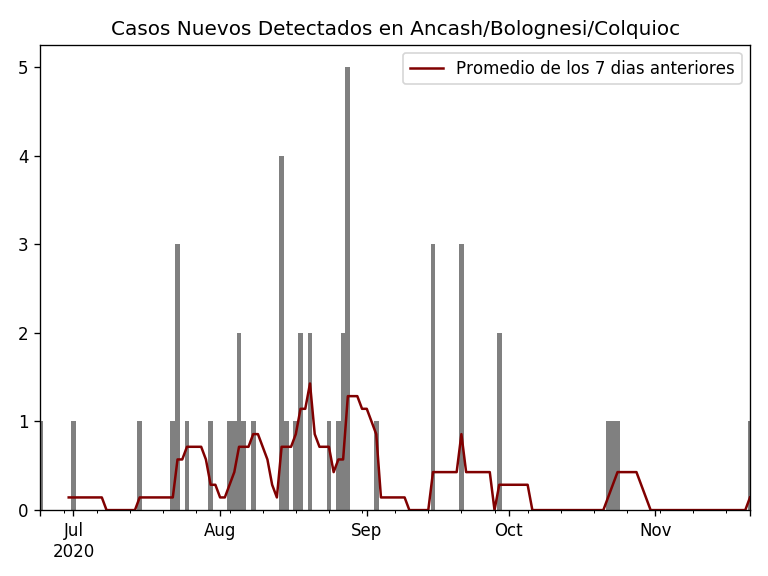 Casos Nuevos Detectados en Ancash/Bolognesi/Colquioc
Promedio de los 7 dias anteriores
5
4
3
2
1
0
Jul
2020
Aug
Sep
Oct
Nov